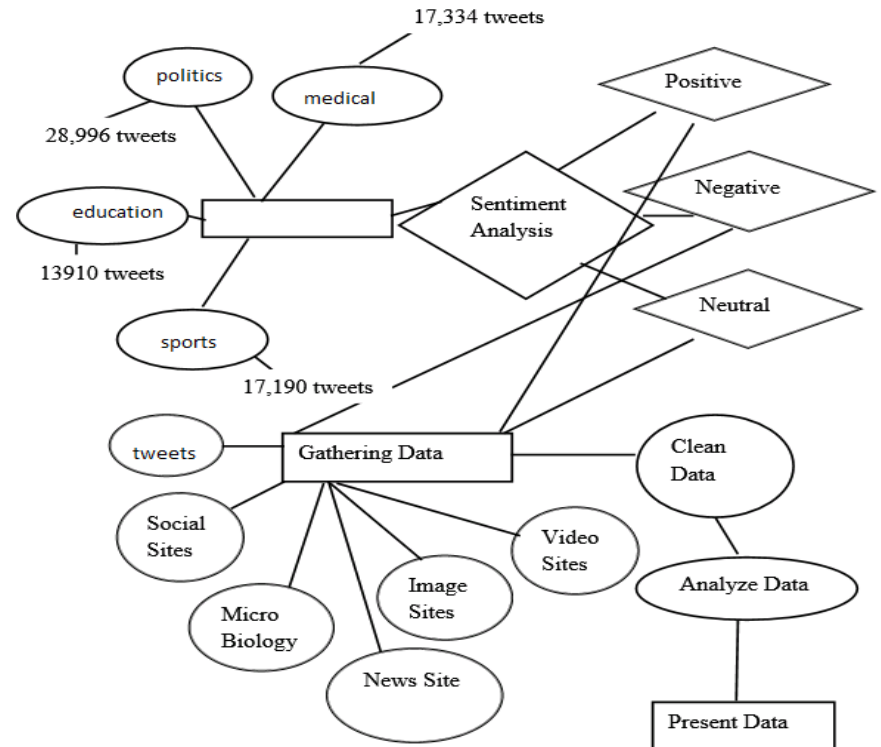 17,334 tweets
politics
medical
Positive
28,996 tweets
education
Sentiment
Analysis
Negative
13910 tweets
Neutral
sports
17,190 tweets
tweets
Gathering Data
Clean
Data
Social
Sites
Video
Sites
Image
Sites
Analyze Data
Micro
Biology
News Site
Present Data